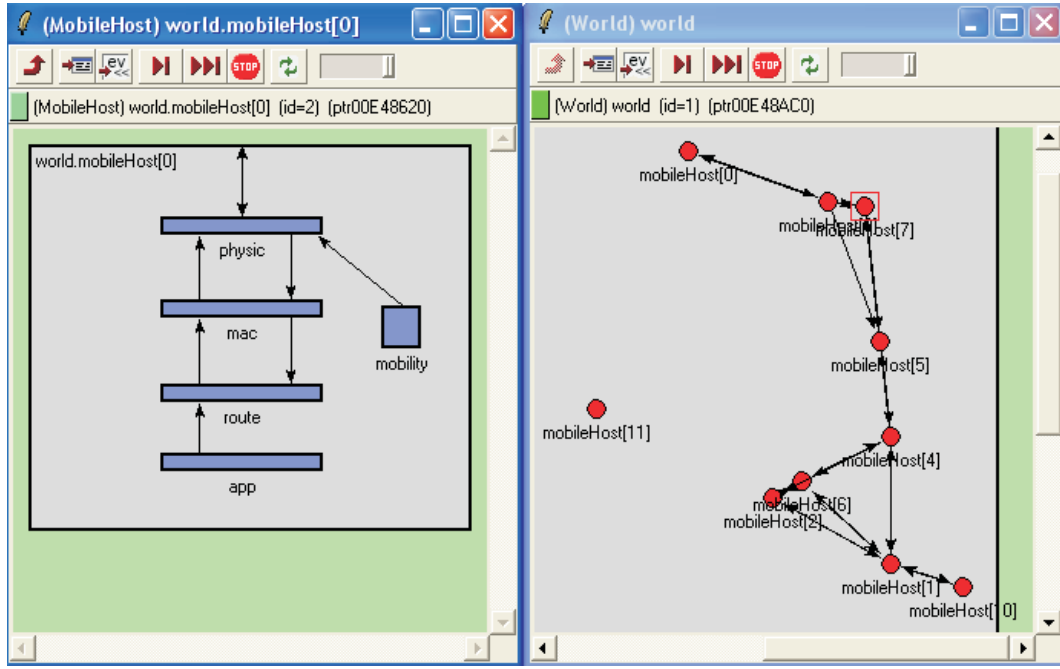 (MobileHost) world.mobileHost[0]
STOP
(MobileHost) world.mobileHost[0] (id=2) (ptr00E48620)
world.mobileHost[0]
physic
mac
mobility
route
app
(World) world
STOP
(World) world (id=1) (ptr00E48AC0)
mobileHost[0]
mobileHost[7]
mobileHost[5]
mobileHost[11]
mobileHost[4]
mobileHost[6]
mobileHost[2]
mobileHost[1]
mobileHost[10]